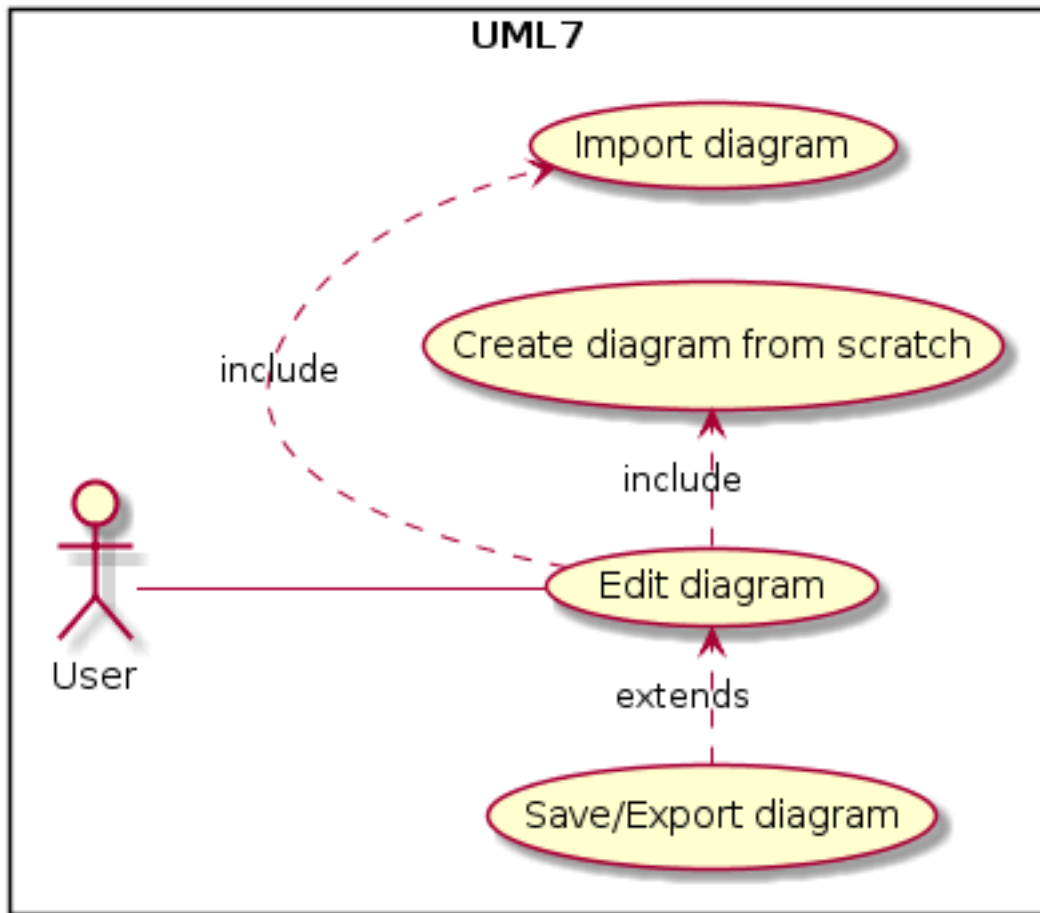 UML7
Import diagram
Create diagram from scratch
include
include
Edit diagram
User
extends
Save/Export diagram